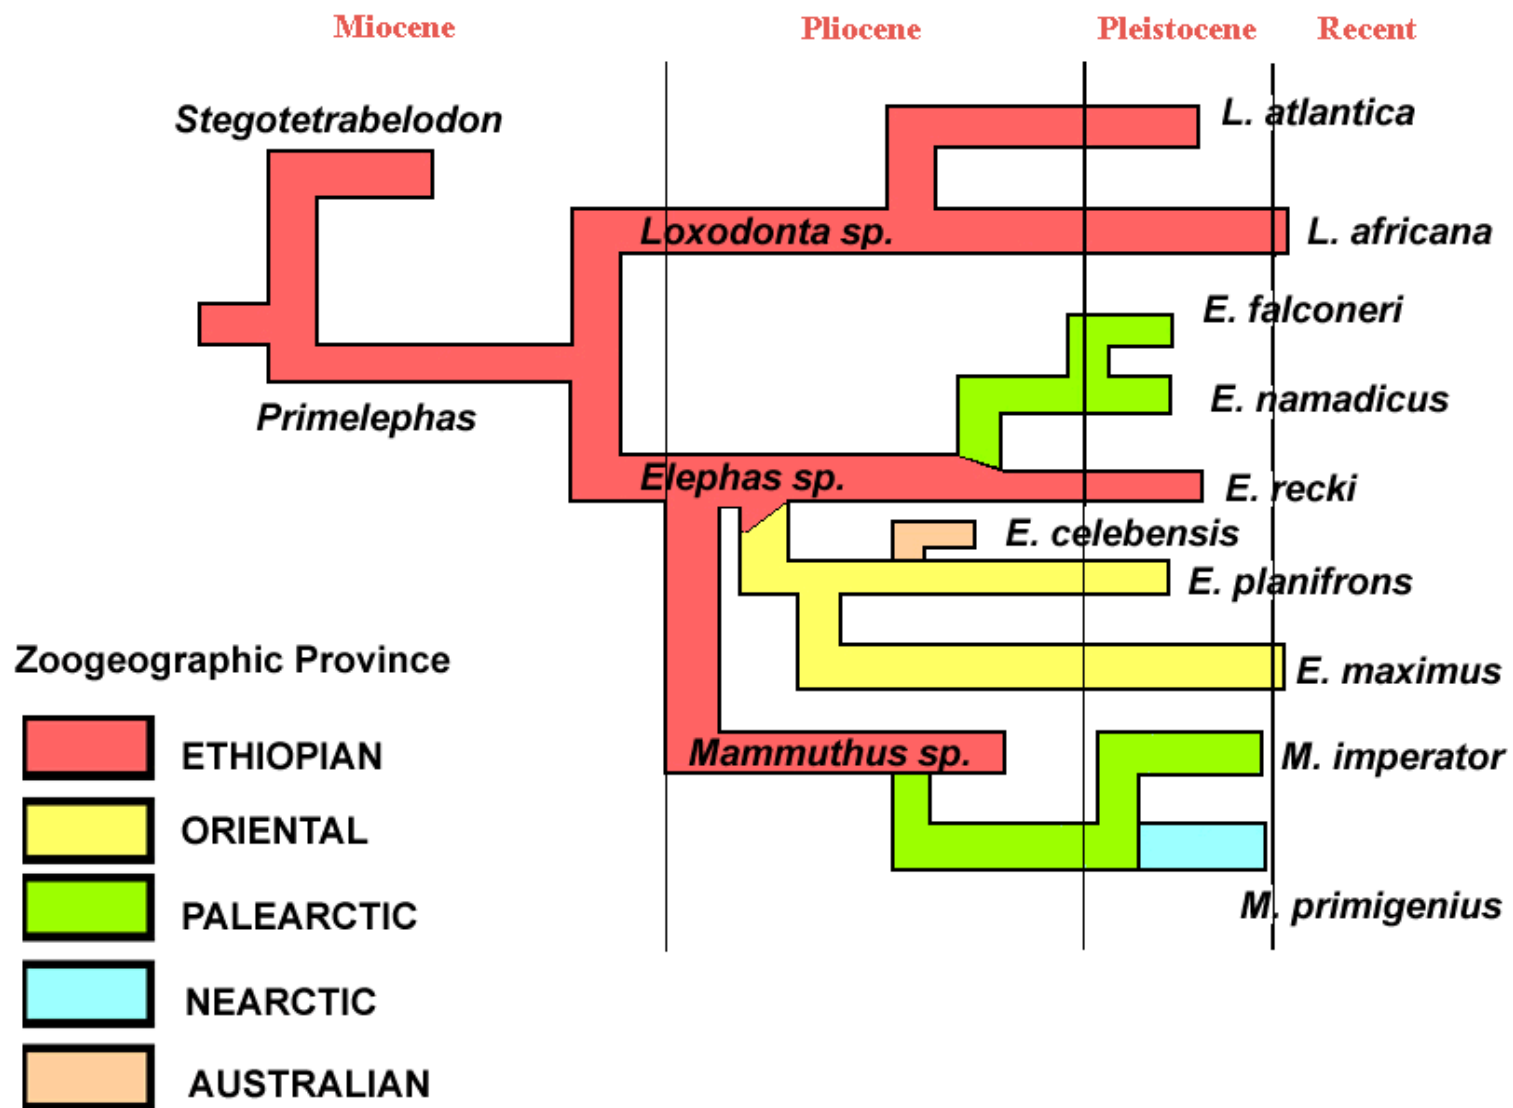 Miocene
Pliocene
Pleistocene
Recent
Stegotetrabelodon
L. atlantica
Loxodonta sp.
L. africana
E. falconeri
Primelephas
E. namadicus
Elephas sp.
E. recki
E. celebensis
E. planifrons
Zoogeographic Province
E. maximus
ETHIOPIAN
Mammuthus sp.
M. imperator
ORIENTAL
PALEARCTIC
M. primigenius
NEARCTIC
AUSTRALIAN